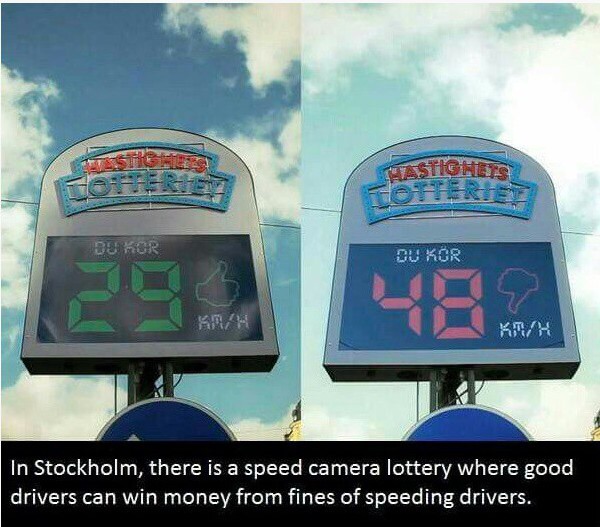 HASTIGHETS
LOTTERIET
DU KÖR
29
KM/H
HASTIGHETS
LOTTERIET
DU KÖR
48
KM/H
In Stockholm, there is a speed camera lottery where good
drivers can win money from fines of speeding drivers.